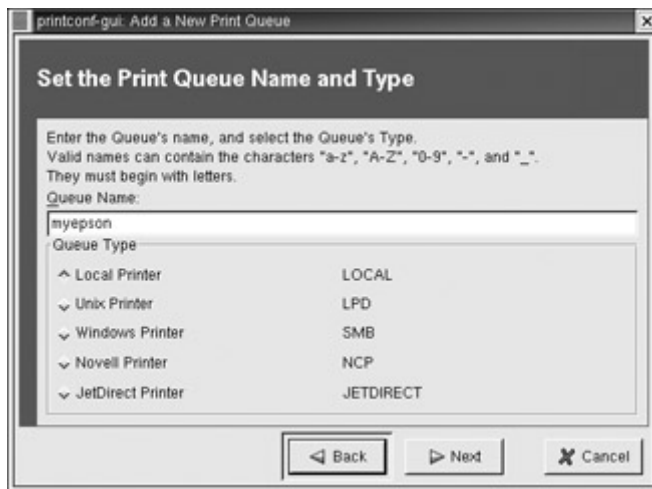 printconf-gui: Add a New Print Queue
Set the Print Queue Name and Type
Enter the Queue's name, and select the Queue's Type.
Valid names can contain the characters "a-z", "A-Z", "0-9", "-", and "_".
They must begin with letters.
Queue Name:
myepson
Queue Type
Local Printer LOCAL
Unix Printer LPD
Windows Printer SMB
Novell Printer NCP
JetDirect Printer JETDIRECT
Back Next Cancel